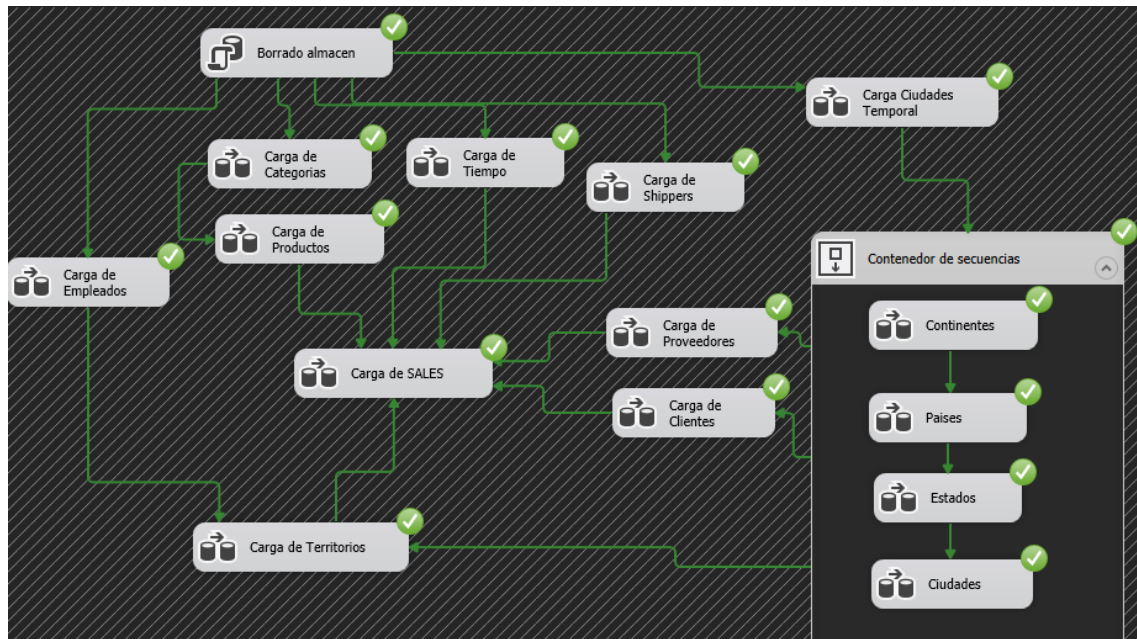 Borrado almacen
Carga Ciudades
Temporal
Carga de
Categorias
Carga de
Tiempo
Carga de
Shippers
Carga de
Productos
Carga de
Empleados
Contenedor de secuencias
Continentes
Carga de
Proveedores
Carga de SALES
Carga de
Clientes
Paises
Estados
Carga de Territorios
Ciudades